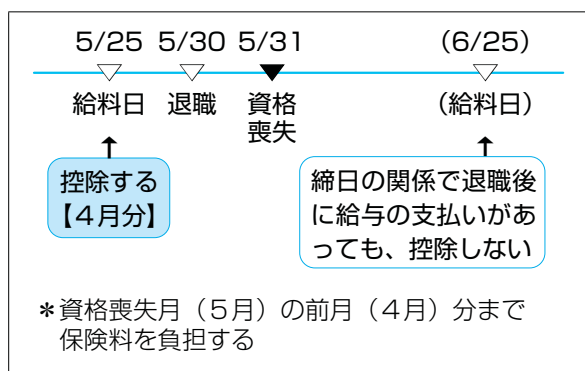 5/25 5/30 5/31 (6/25)
給料日 退職 資格喪失 (給料日)
控除する
【4月分】
締日の関係で退職後
に給与の支払いがあ
っても、控除しない
＊資格喪失月(5月)の前月(4月)分まで
保険料を負担する